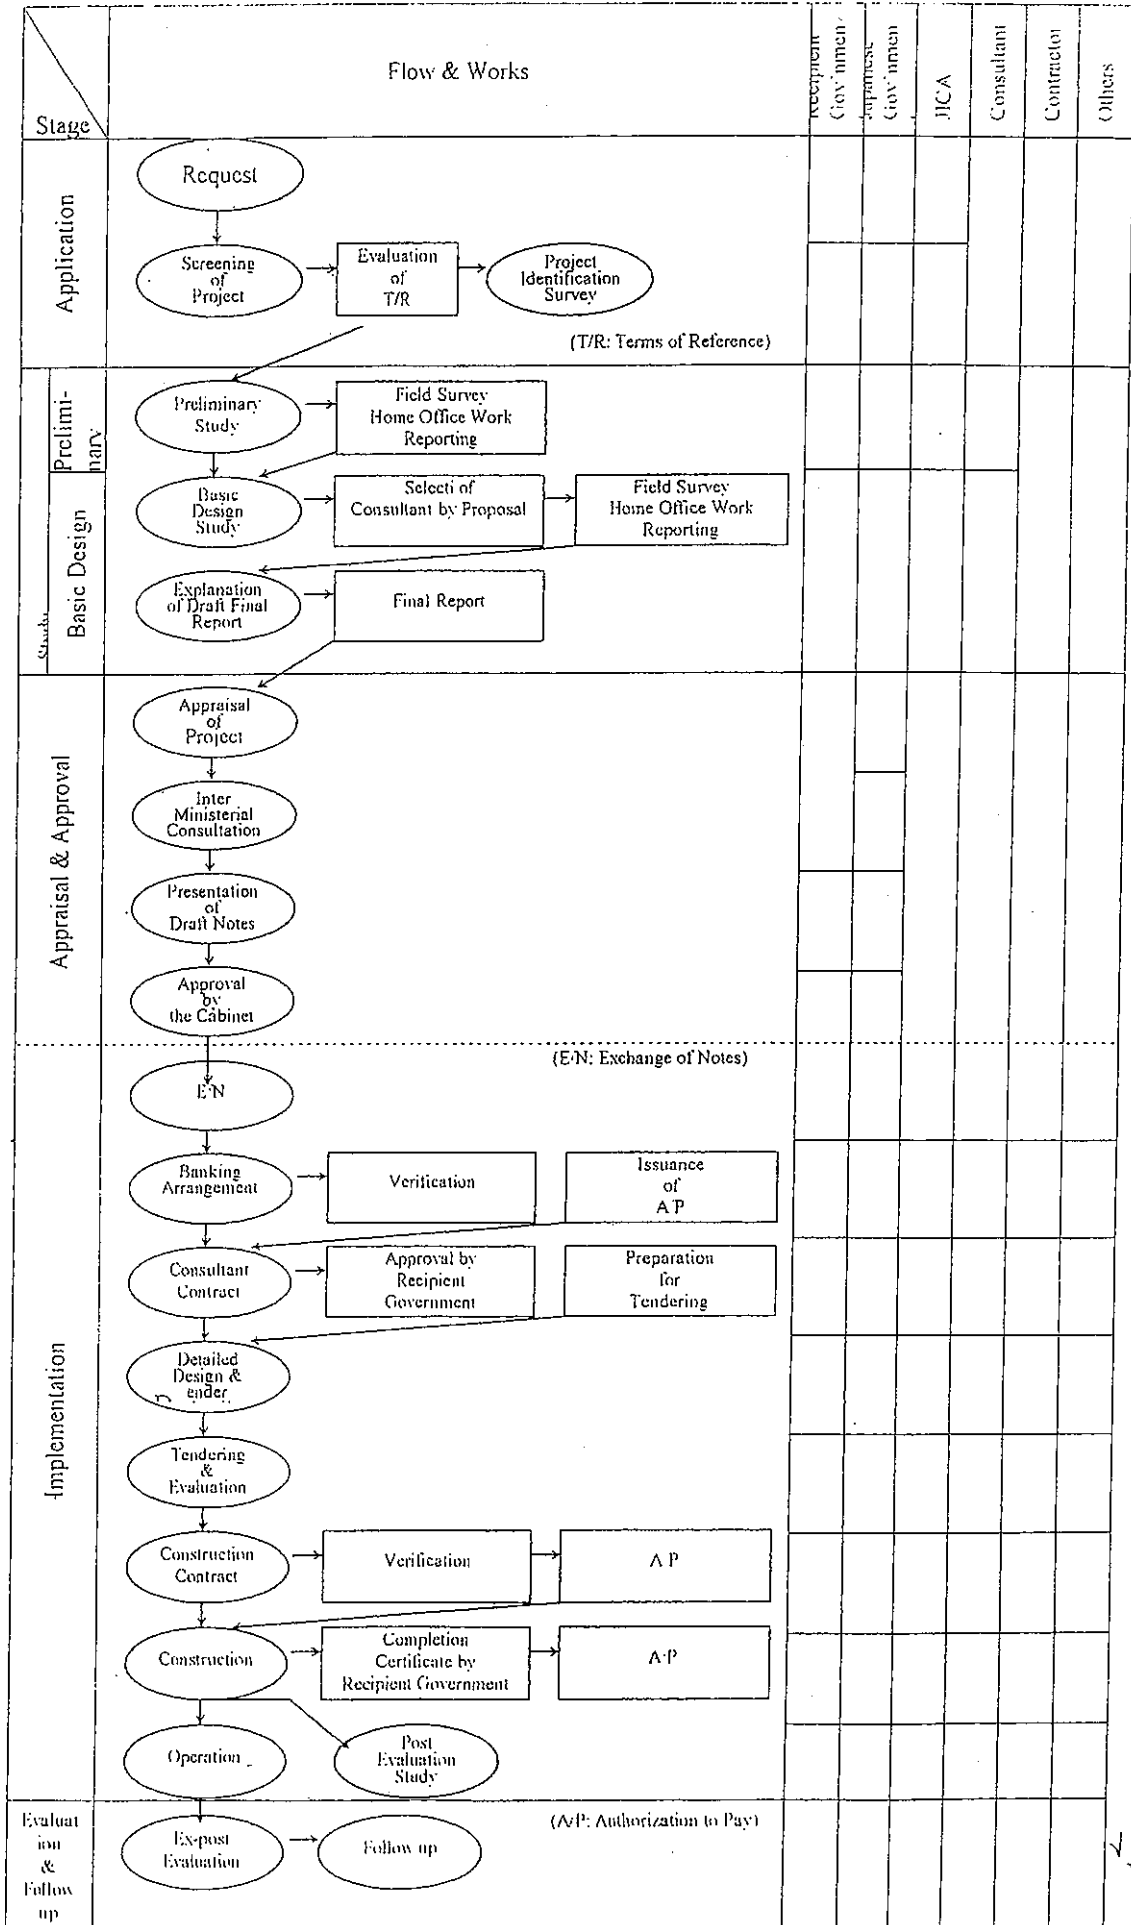 Stage
Flow & Works
Recipient
Gov'nmen
Japanese
Gov'nmen
JICA
Consultant
Contractor
Others
Application
Request
Screening
of
Project
Evaluation
of
T/R
Project
Identification
Survey
(T/R: Terms of Reference)
Study
Prelimi-
nary
Preliminary
Study
Field Survey
Home Office Work
Reporting
Basic Design
Basic
Design
Study
Selecti of
Consultant by Proposal
Field Survey
Home Office Work
Reporting
Explanation
of Draft Final
Report
Final Report
Appraisal & Approval
Appraisal
of
Project
Inter
Ministerial
Consultation
Presentation
of
Draft Notes
Approval
by
the Cabinet
Implementation
(E/N: Exchange of Notes)
E/N
Banking
Arrangement
Verification
Issuance
of
A/P
Consultant
Contract
Approval by
Recipient
Government
Preparation
for
Tendering
Detailed
Design &
ender
Tendering
&
Evaluation
Construction
Contract
Verification
A/P
Construction
Completion
Certificate by
Recipient Government
A/P
Operation
Post
Evaluation
Study
Evaluat
ion
&
Follow
up
(A/P: Authorization to Pay)
Ex-post
Evaluation
Follow up